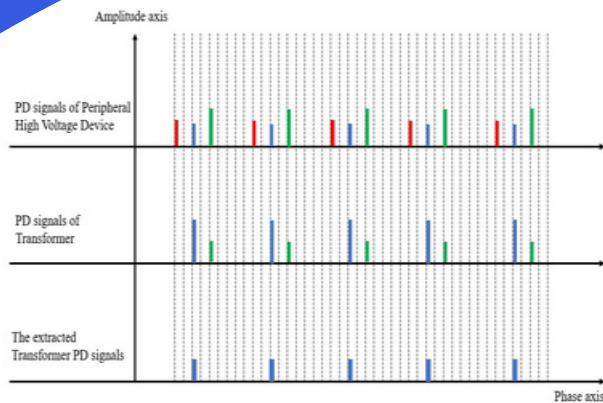 Amplitude axis
PD signals of Peripheral
High Voltage Device
PD signals of
Transformer
The extracted
Transformer PD signals
Phase axis